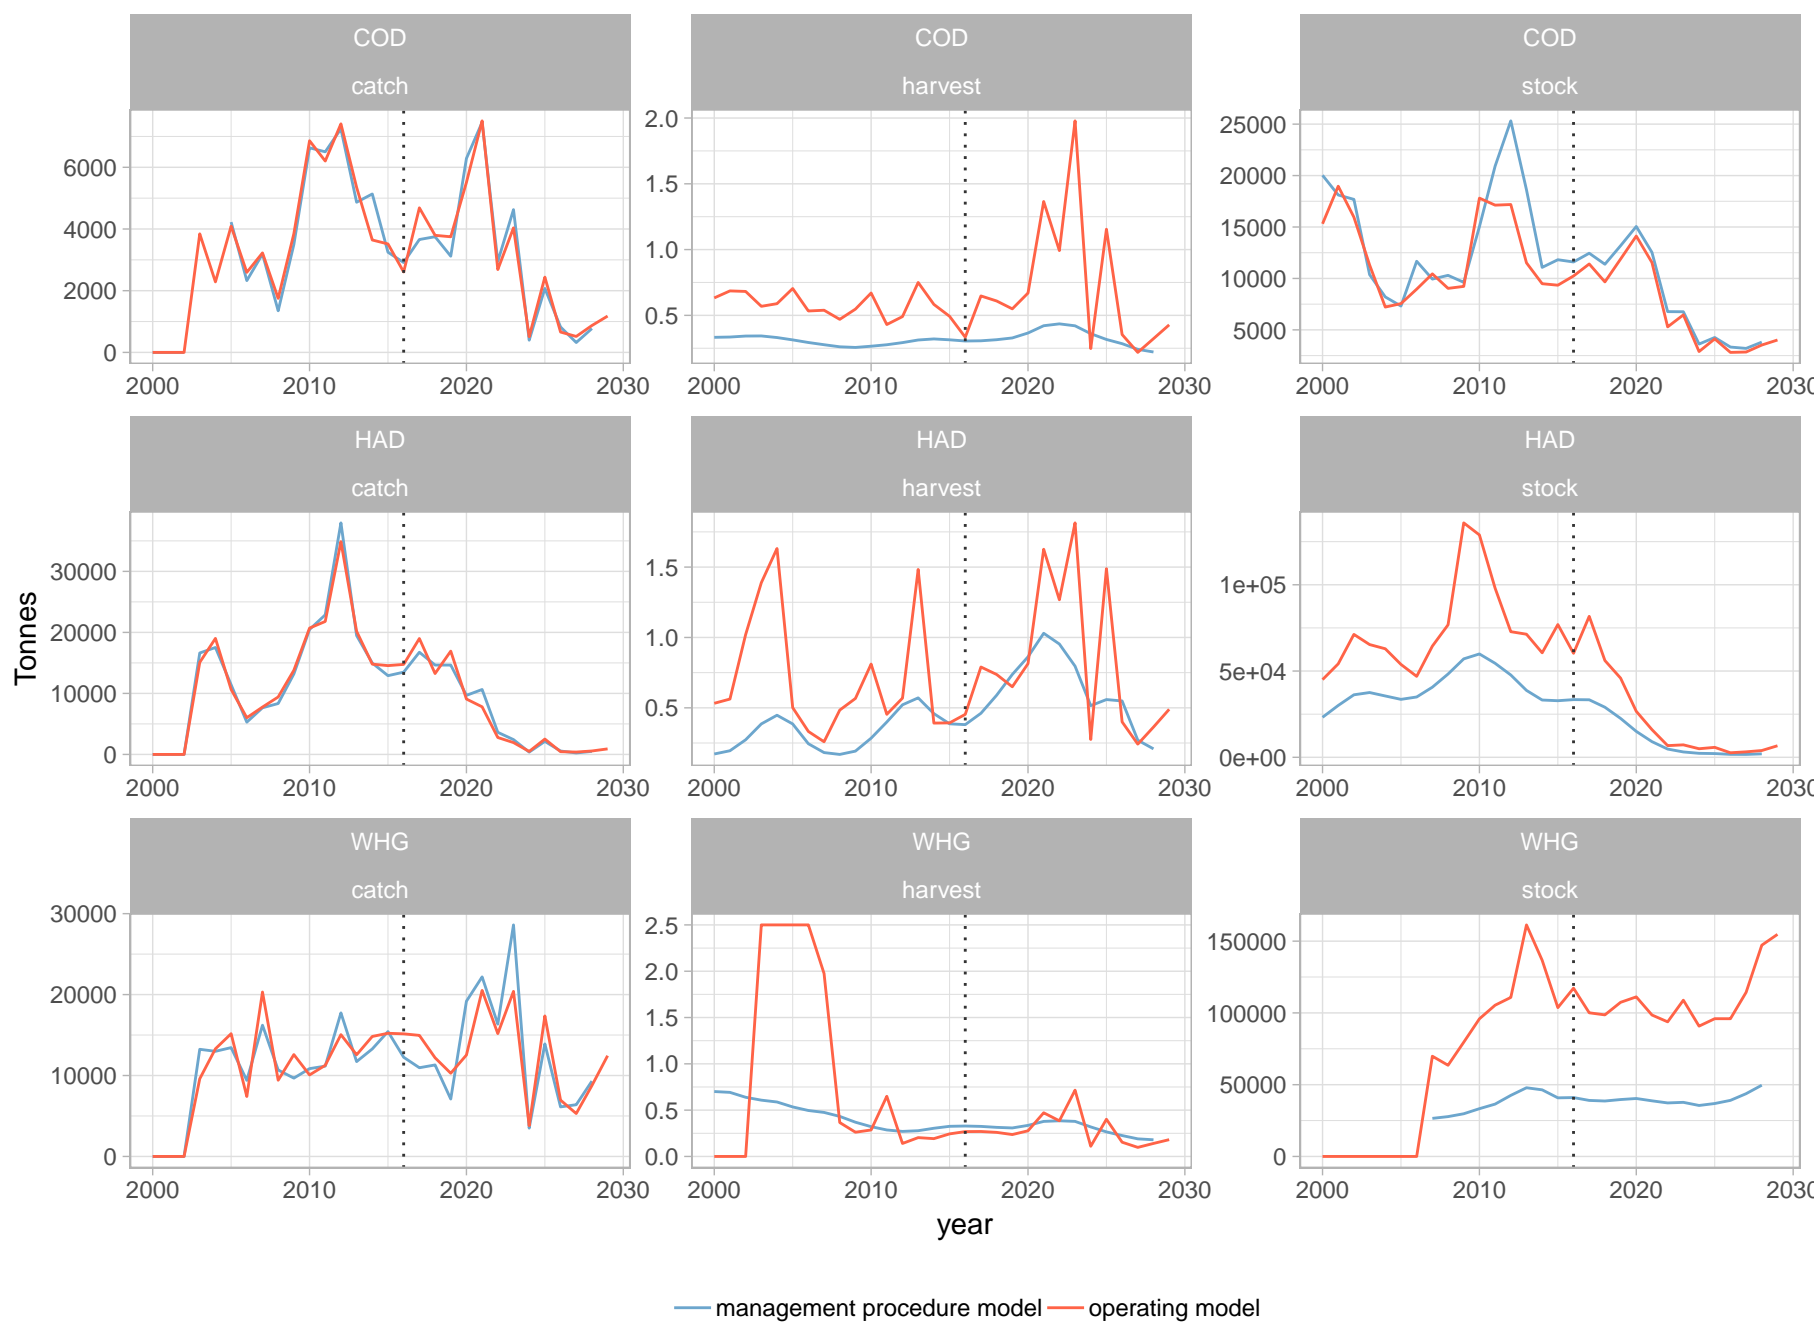 COD COD COD
catch harvest stock
6000
4000
2000
0
2.0
1.5
1.0
0.5
25000
20000
15000
10000
5000
2000 2010 2020 2030 2000 2010 2020 2030 2000 2010 2020 2030
HAD HAD HAD
catch harvest stock
30000
20000
10000
0
1.5
1.0
0.5
1e+05
5e+04
0e+00
2000 2010 2020 2030 2000 2010 2020 2030 2000 2010 2020 2030
Tonnes
WHG WHG WHG
catch harvest stock
30000
20000
10000
0
2.5
2.0
1.5
1.0
0.5
0.0
150000
100000
50000
0
2000 2010 2020 2030 2000 2010 2020 2030 2000 2010 2020 2030
year
management procedure model operating model